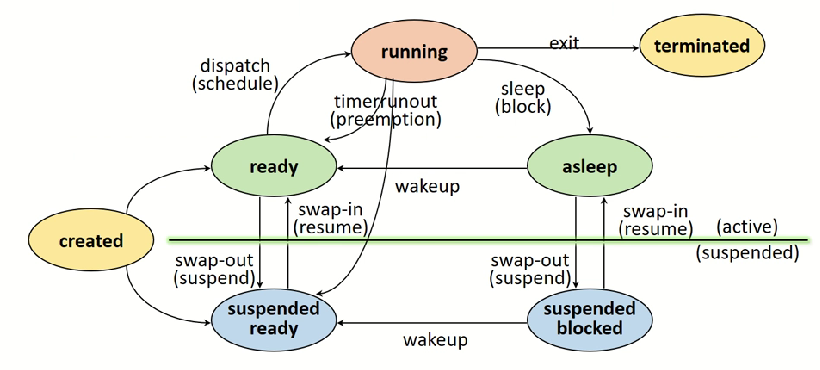 running
exit
terminated
dispatch
(schedule)
sleep
(block)
timerrunout
(preemption)
ready
asleep
wakeup
swap-in
(resume)
swap-in
(resume)
(active)
created
(suspended)
swap-out
(suspend)
swap-out
(suspend)
suspended
ready
suspended
blocked
wakeup